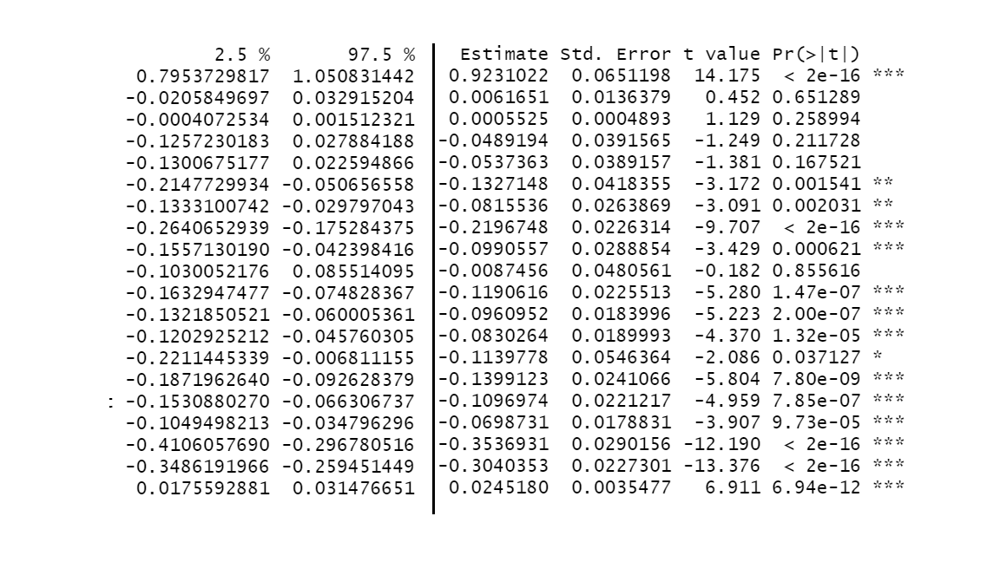 2.5 % 97.5 % Estimate Std. Error t value Pr(>|t|)
0.7953729817 1.050831442 0.9231022 0.0651198 14.175 < 2e-16 ***
-0.0205849697 0.032915204 0.0061651 0.0136379 0.452 0.651289
-0.0004072534 0.001512321 0.0005525 0.0004893 1.129 0.258994
-0.1257230183 0.027884188 -0.0489194 0.0391565 -1.249 0.211728
-0.1300675177 0.022594866 -0.0537363 0.0389157 -1.381 0.167521
-0.2147729934 -0.050656558 -0.1327148 0.0418355 -3.172 0.001541 **
-0.1333100742 -0.029797043 -0.0815536 0.0263869 -3.091 0.002031 **
-0.2640652939 -0.175284375 -0.2196748 0.0226314 -9.707 < 2e-16 ***
-0.1557130190 -0.042398416 -0.0990557 0.0288854 -3.429 0.000621 ***
-0.1030052176 0.085514095 -0.0087456 0.0480561 -0.182 0.855616
-0.1632947477 -0.074828367 -0.1190616 0.0225513 -5.280 1.47e-07 ***
-0.1321850521 -0.060005361 -0.0960952 0.0183996 -5.223 2.00e-07 ***
-0.1202925212 -0.045760305 -0.0830264 0.0189993 -4.370 1.32e-05 ***
-0.2211445339 -0.006811155 -0.1139778 0.0546364 -2.086 0.037127 *
-0.1871962640 -0.092628379 -0.1399123 0.0241066 -5.804 7.80e-09 ***
: -0.1530880270 -0.066306737 -0.1096974 0.0221217 -4.959 7.85e-07 ***
-0.1049498213 -0.034796296 -0.0698731 0.0178831 -3.907 9.73e-05 ***
-0.4106057690 -0.296780516 -0.3536931 0.0290156 -12.190 < 2e-16 ***
-0.3486191966 -0.259451449 -0.3040353 0.0227301 -13.376 < 2e-16 ***
0.0175592881 0.031476651 0.0245180 0.0035477 6.911 6.94e-12 ***